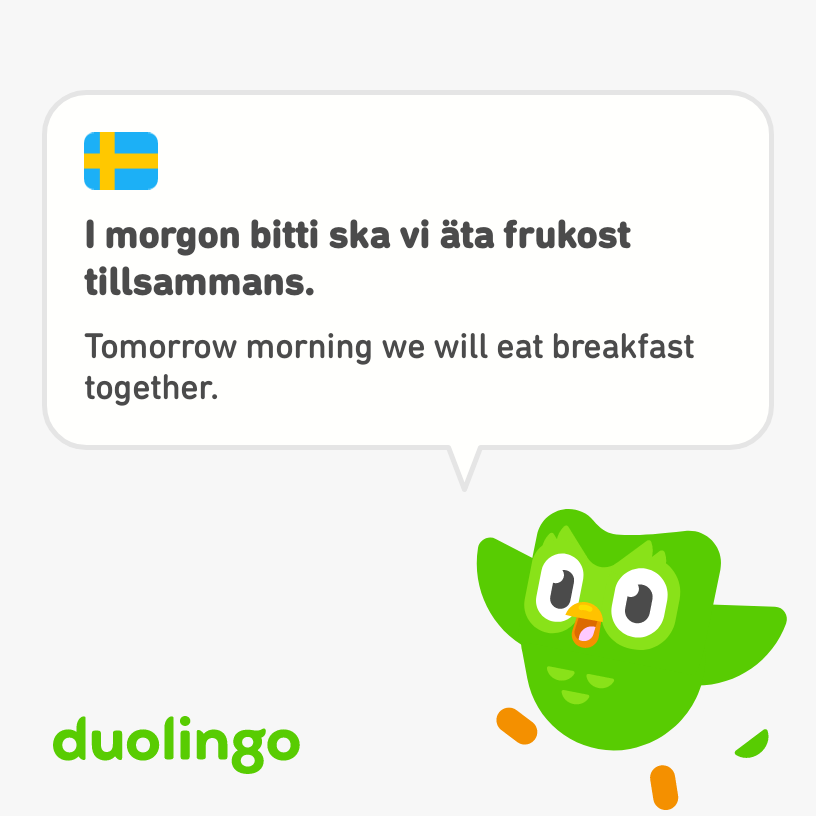 I morgon bitti ska vi äta frukost
tillsammans.
Tomorrow morning we will eat breakfast
together.
duolingo